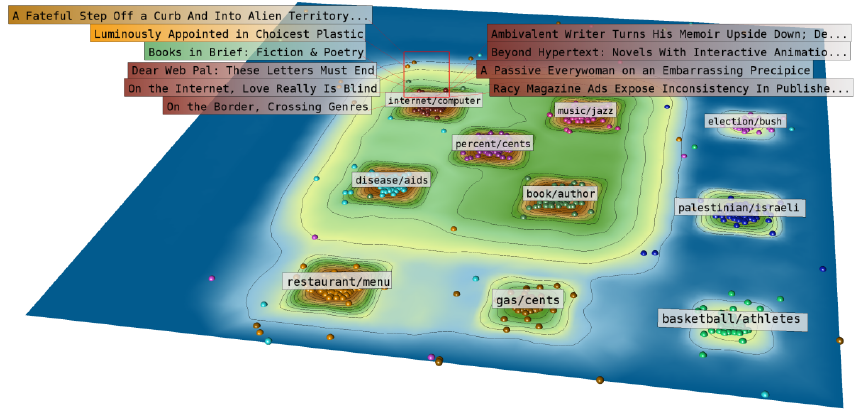 A Fateful Step Off a Curb And Into Alien Territory...
Luminously Appointed in Choicest Plastic
Books in Brief: Fiction & Poetry
Dear Web Pal: These Letters Must End
On the Internet, Love Really Is Blind
On the Border, Crossing Genres
Ambivalent Writer Turns His Memoir Upside Down; De...
Beyond Hypertext: Novels With Interactive Animatio...
A Passive Everywoman on an Embarrassing Precipice
Racy Magazine Ads Expose Inconsistency In Publishe...
internet/computer
music/jazz
election/bush
percent/cents
disease/aids
book/author
palestinian/israeli
restaurant/menu
gas/cents
basketball/athletes